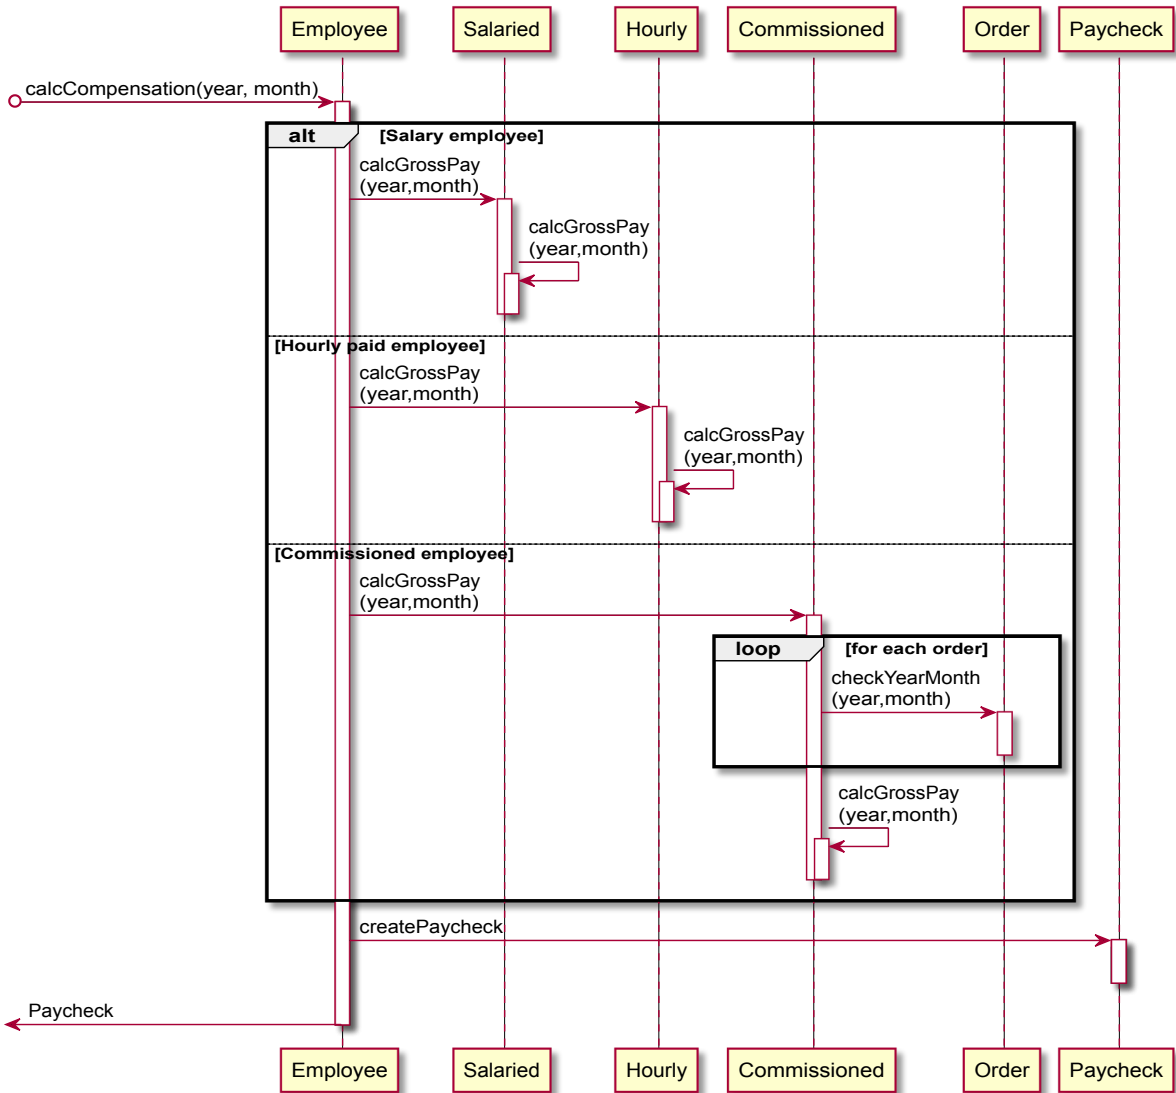 Employee
Salaried
Hourly
Commissioned
Order
Paycheck
calcCompensation(year, month)
alt
[Salary employee]
calcGrossPay
(year,month)
calcGrossPay
(year,month)
[Hourly paid employee]
calcGrossPay
(year,month)
calcGrossPay
(year,month)
[Commissioned employee]
calcGrossPay
(year,month)
loop
[for each order]
checkYearMonth
(year,month)
calcGrossPay
(year,month)
createPaycheck
Paycheck
Employee
Salaried
Hourly
Commissioned
Order
Paycheck